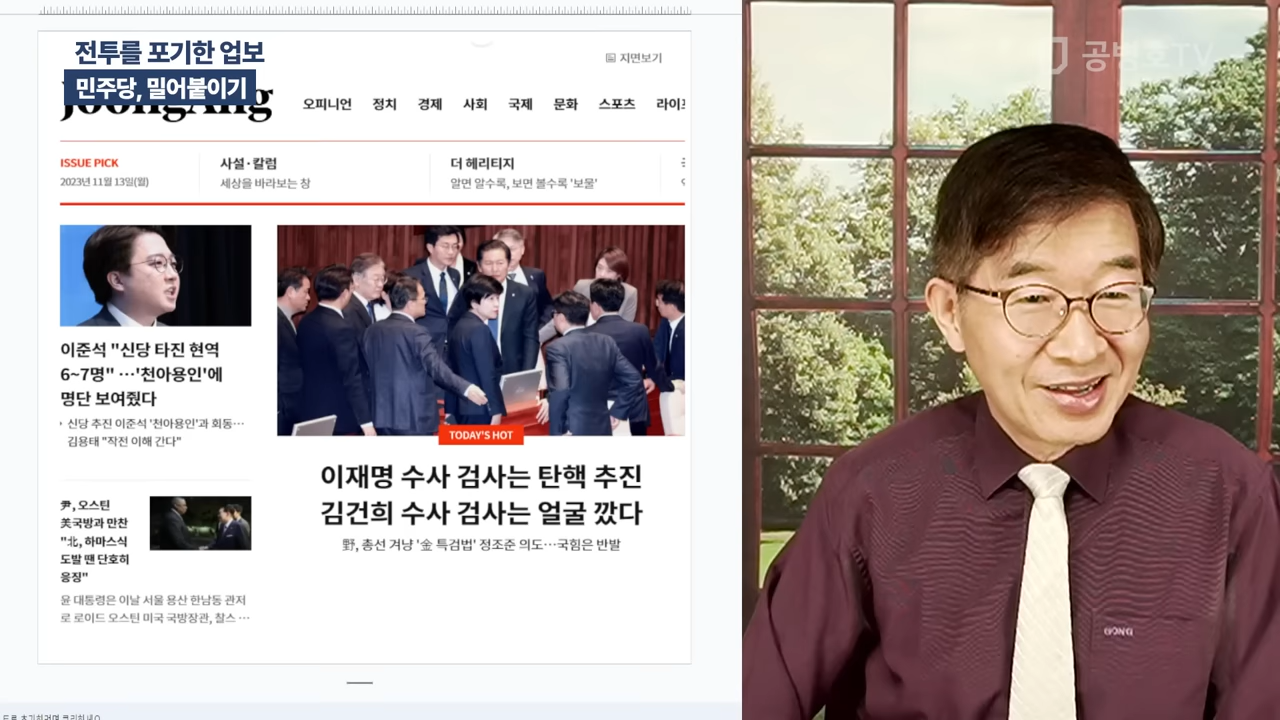 전투를 포기한 업보
민주당, 밀어붙이기
JoongAng
지면보기
오피니언 정치 경제 사회 국제 문화 스포츠
ISSUE PICK
2023년 11월 13일(월)
사설·칼럼
세상을 바라보는 창
더 헤리티지
알면 알수록, 보면 볼수록 '보물'
이준석 "신당 타진 현역
6~7명" …'천아용인'에
명단 보여줬다
신당 추진 이준석 '천아용인'과 회동…
김용태 "작전 이해 간다"
尹, 오스틴
美국방과 만찬
"北, 하마스식
도발 땐 단호히
응징"
윤 대통령은 이날 서울 용산 한남동 관저
로 로이드 오스틴 미국 국방장관, 찰스 …
TODAY'S HOT
이재명 수사 검사는 탄핵 추진
김건희 수사 검사는 얼굴 깠다
野, 총선 겨냥 '金 특검법' 정조준 의도…국힘은 반발
공병호TV
GONG